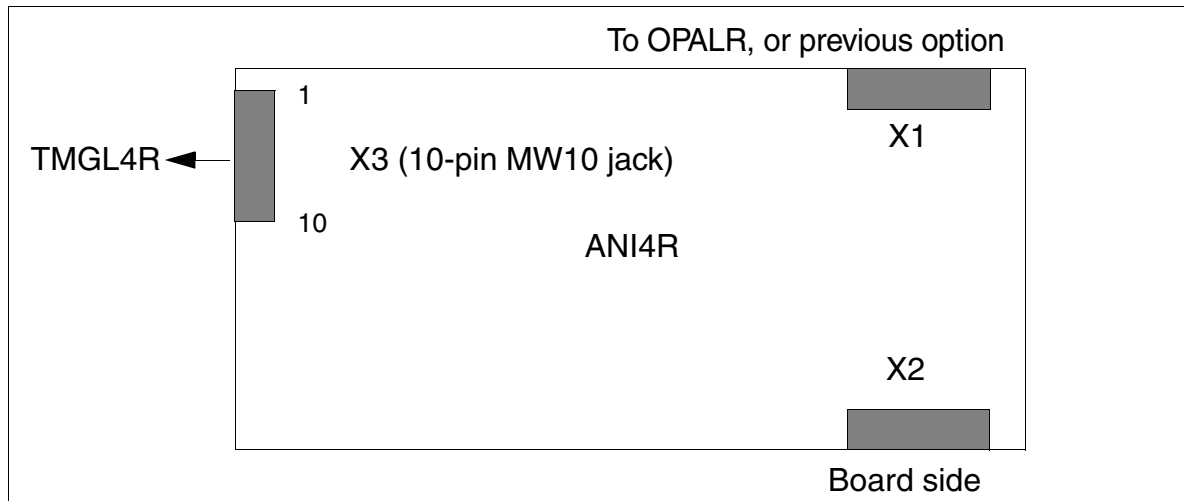 To OPALR, or previous option
1
X1
TMGL4R
X3 (10-pin MW10 jack)
10
ANI4R
X2
Board side